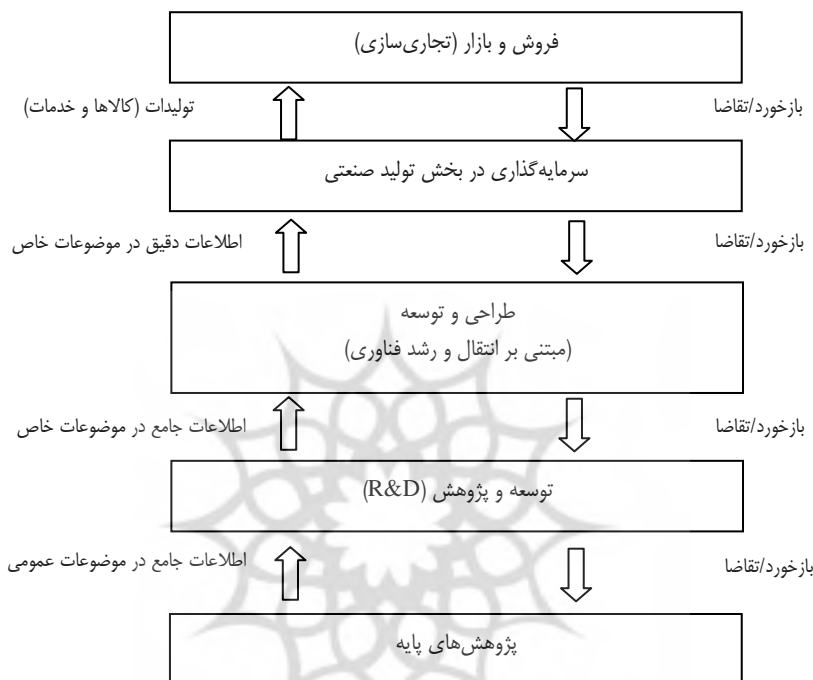 فروش و بازار (تجاری‌سازی)
بازخورد/تقاضا
تولیدات (کالاها و خدمات)
سرمایه‌گذاری در بخش تولید صنعتی
بازخورد/تقاضا
اطلاعات دقیق در موضوعات خاص
طراحی و توسعه
(مبتنی بر انتقال و رشد فناوری)
بازخورد/تقاضا
اطلاعات جامع در موضوعات خاص
توسعه و پژوهش (R&D)
بازخورد/تقاضا
اطلاعات جامع در موضوعات عمومی
پژوهش‌های پایه